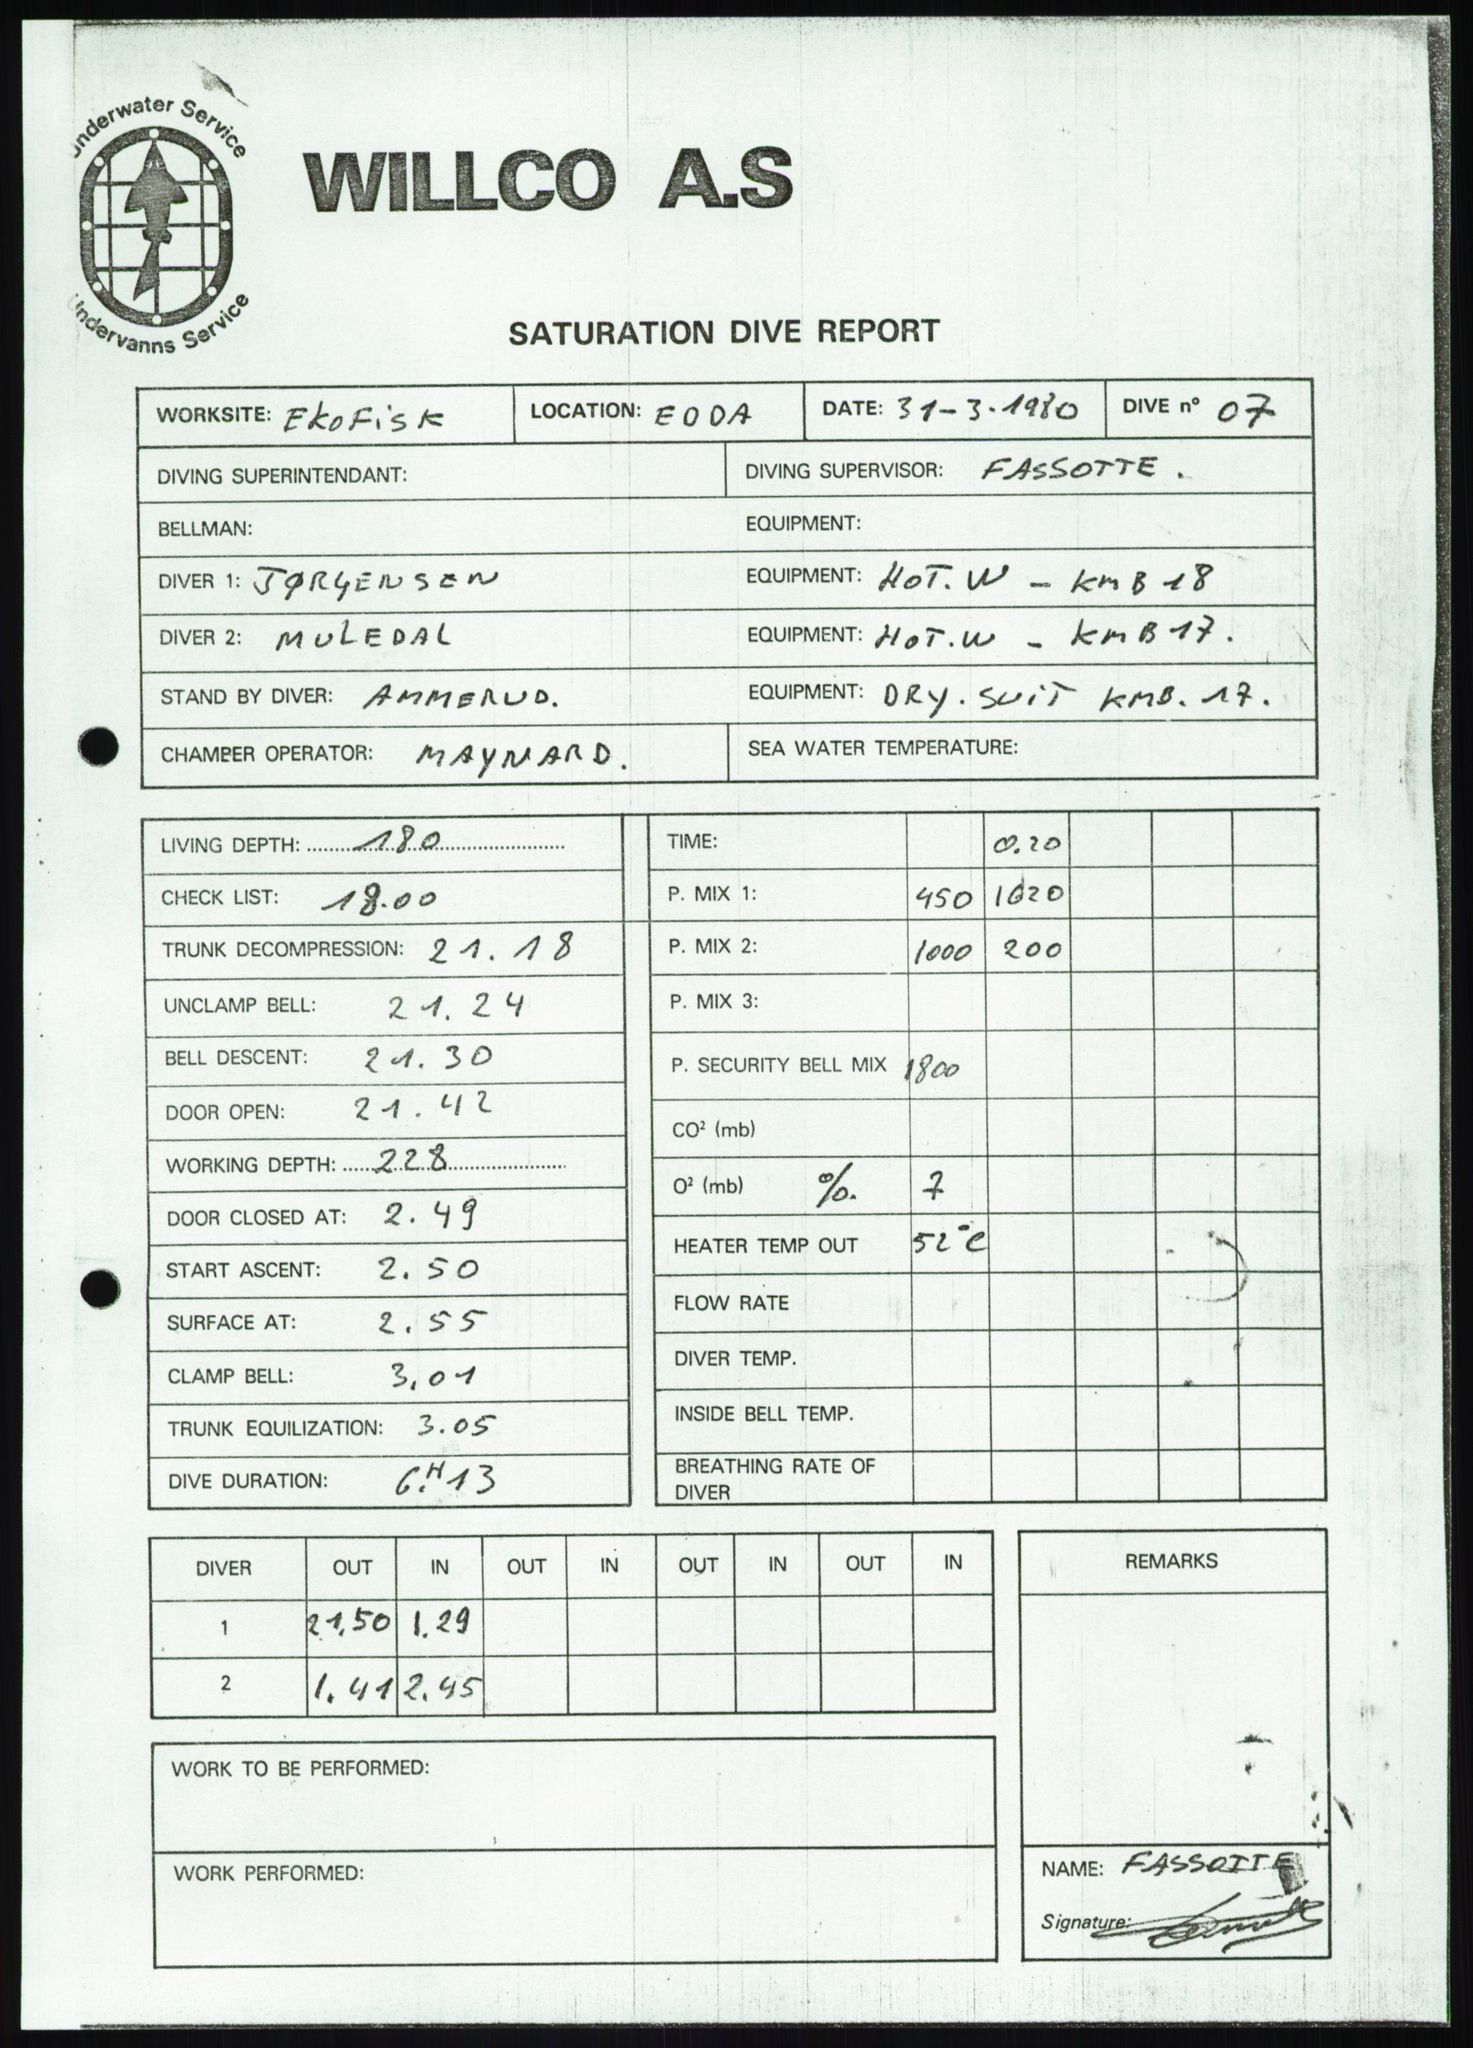 Underwater Service
WILLCO A.S
Undervanns Service
SATURATION DIVE REPORT
WORKSITE: EKOFISK LOCATION: EODA DATE: 31-3.1980 DIVE nº 07
DIVING SUPERINTENDANT: DIVING SUPERVISOR: FASSOTTE.
BELLMAN: EQUIPMENT:
DIVER 1: JØRGENSEN EQUIPMENT: HOT.W - KMB 18
DIVER 2: MULEDAL EQUIPMENT: HOT.W - KMB 17.
STAND BY DIVER: AMMERUD. EQUIPMENT: DRY. SUIT KMB. 17.
CHAMBER OPERATOR: MAYNARD. SEA WATER TEMPERATURE:
LIVING DEPTH: 180
CHECK LIST: 18.00
TRUNK DECOMPRESSION: 21.18
UNCLAMP BELL: 21.24
BELL DESCENT: 21.30
DOOR OPEN: 21.42
WORKING DEPTH: 228
DOOR CLOSED AT: 2.49
START ASCENT: 2.50
SURFACE AT: 2.55
CLAMP BELL: 3.01
TRUNK EQUILIZATION: 3.05
DIVE DURATION: 6.H13
TIME: 0.20
P. MIX 1: 450 1020
P. MIX 2: 1000 200
P. MIX 3:
P. SECURITY BELL MIX 1800
CO² (mb)
O² (mb) %. 7
HEATER TEMP OUT 52°C
FLOW RATE
DIVER TEMP.
INSIDE BELL TEMP.
BREATHING RATE OF
DIVER
DIVER OUT IN OUT IN OUT IN OUT IN
1 21.50 1.29
2 1.41 2.45
REMARKS
WORK TO BE PERFORMED:
WORK PERFORMED:
NAME: FASSOTTE
Signature: